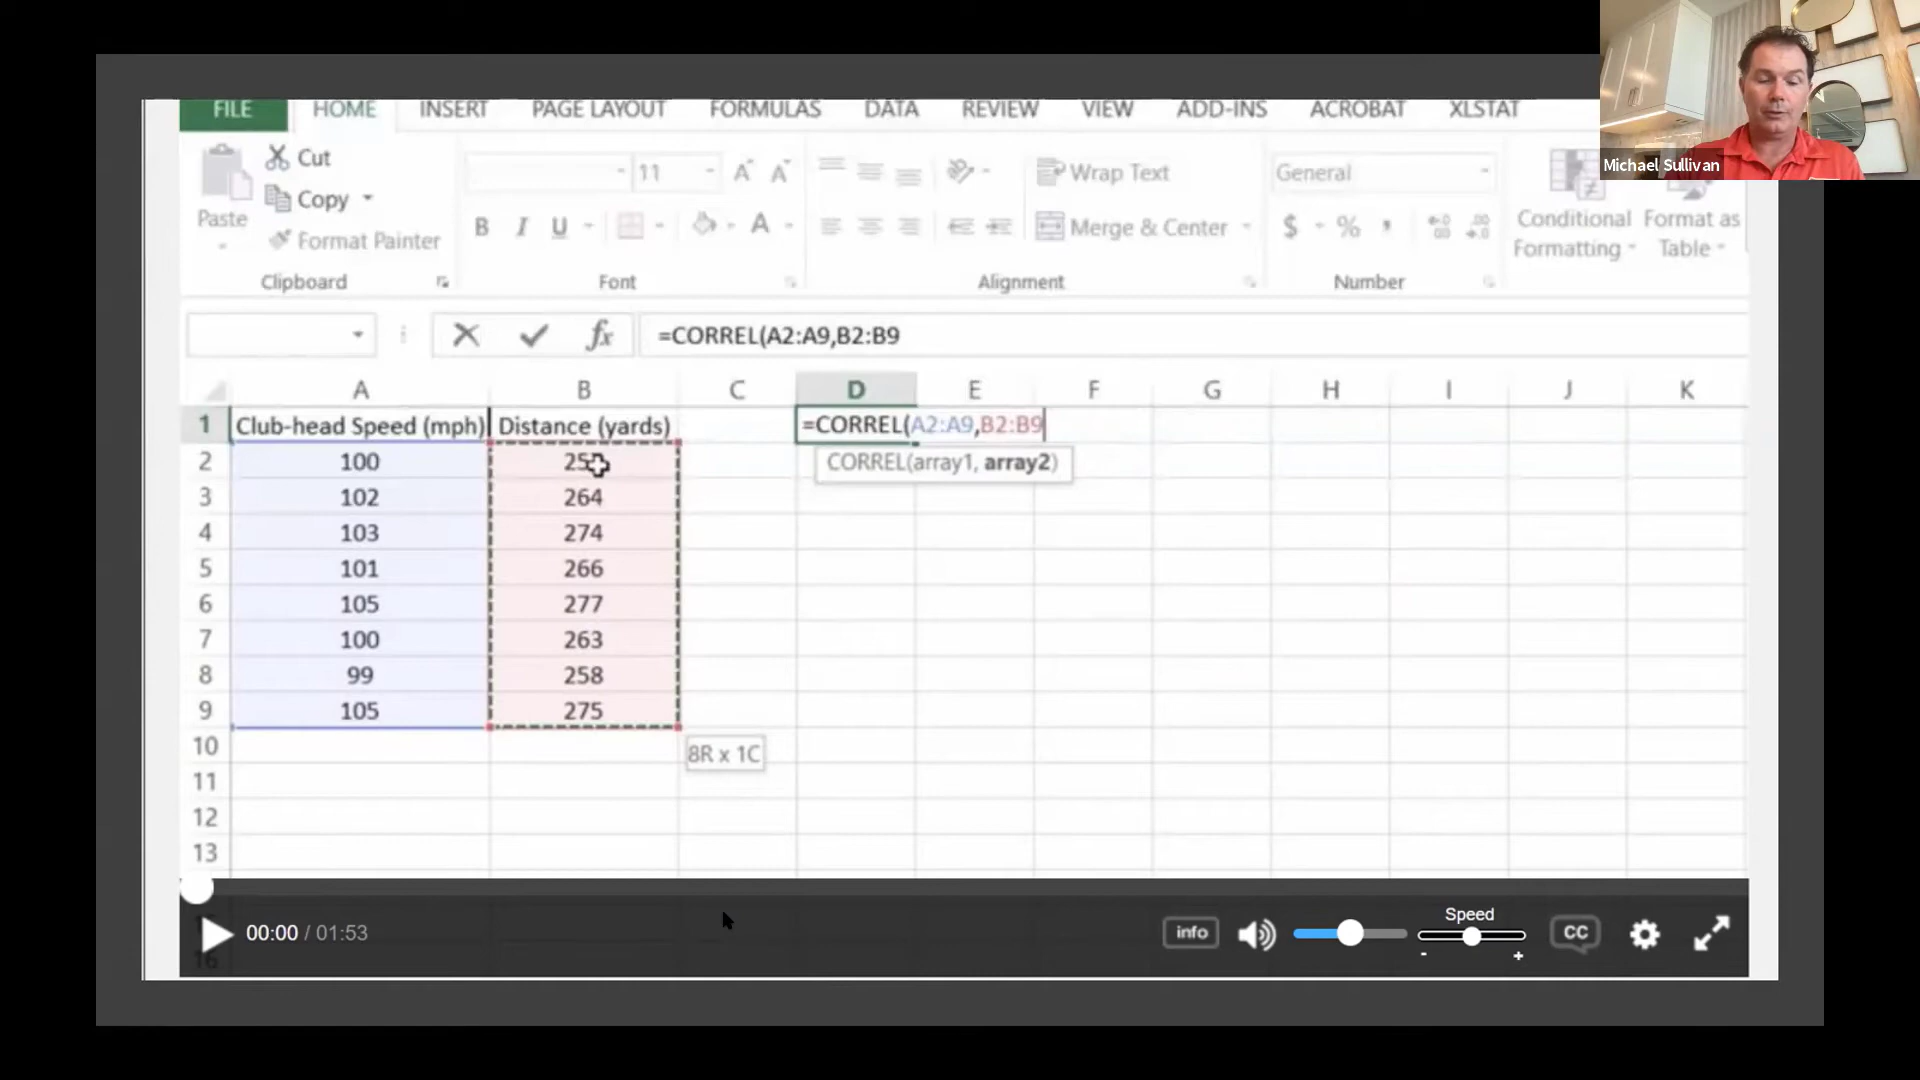 FILE HOME INSERT PAGE LAYOUT FORMULAS DATA REVIEW VIEW ADD-INS ACROBAT XLSTAT
Michael Sullivan
Paste
Cut
Copy
Format Painter
Clipboard
11 A A
B I U A
Font
Wrap Text
Merge & Center
Alignment
General
$ % ,
Number
Conditional Formatting
Format as Table
fx =CORREL(A2:A9,B2:B9
A B C D E F G H I J K
1 Club-head Speed (mph) Distance (yards) =CORREL(A2:A9,B2:B9
2 100 CORREL(array1, array2)
3 102 264
4 103 274
5 101 266
6 105 277
7 100 263
8 99 258
9 105 275
10 8R x 1C
11
12
13
16
00:00 / 01:53
info
Speed
- +
CC